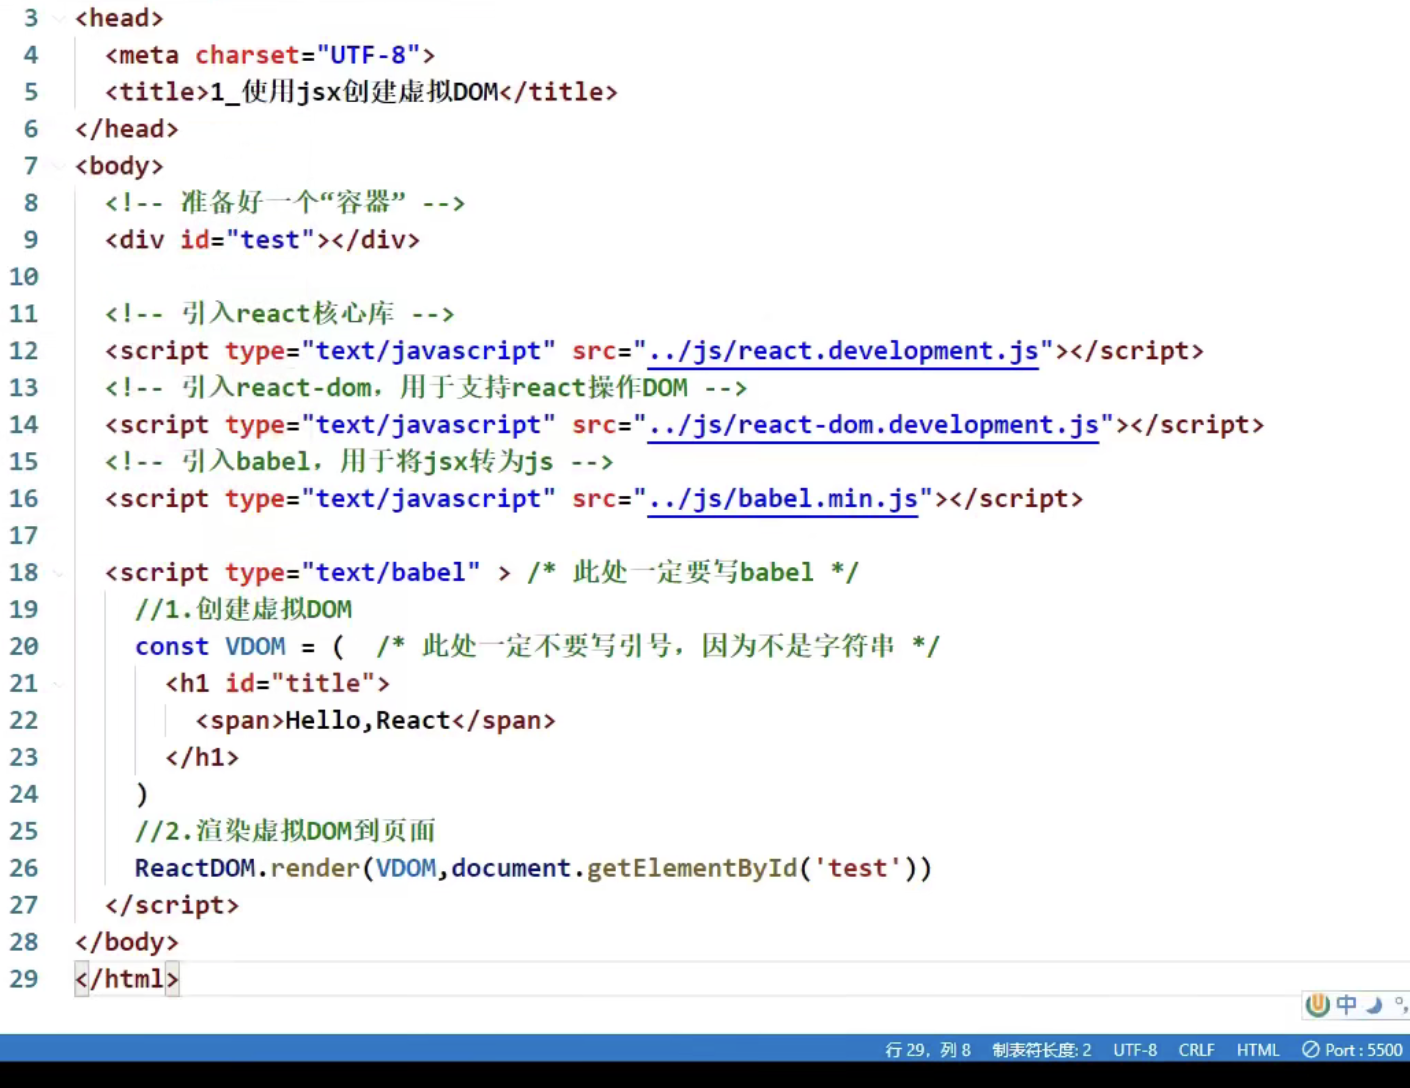 3 <head>
4 <meta charset="UTF-8">
5 <title>1_使用jsx创建虚拟DOM</title>
6 </head>
7 <body>
8 <!-- 准备好一个“容器” -->
9 <div id="test"></div>
10
11 <!-- 引入react核心库 -->
12 <script type="text/javascript" src="../js/react.development.js"></script>
13 <!-- 引入react-dom，用于支持react操作DOM -->
14 <script type="text/javascript" src="../js/react-dom.development.js"></script>
15 <!-- 引入babel，用于将jsx转为js -->
16 <script type="text/javascript" src="../js/babel.min.js"></script>
17
18 <script type="text/babel" > /* 此处一定要写babel */
19 //1.创建虚拟DOM
20 const VDOM = (  /* 此处一定不要写引号，因为不是字符串 */
21 <h1 id="title">
22 <span>Hello,React</span>
23 </h1>
24 )
25 //2.渲染虚拟DOM到页面
26 ReactDOM.render(VDOM,document.getElementById('test'))
27 </script>
28 </body>
29 </html>
中
行 29，列 8 制表符长度: 2 UTF-8 CRLF HTML Port : 5500